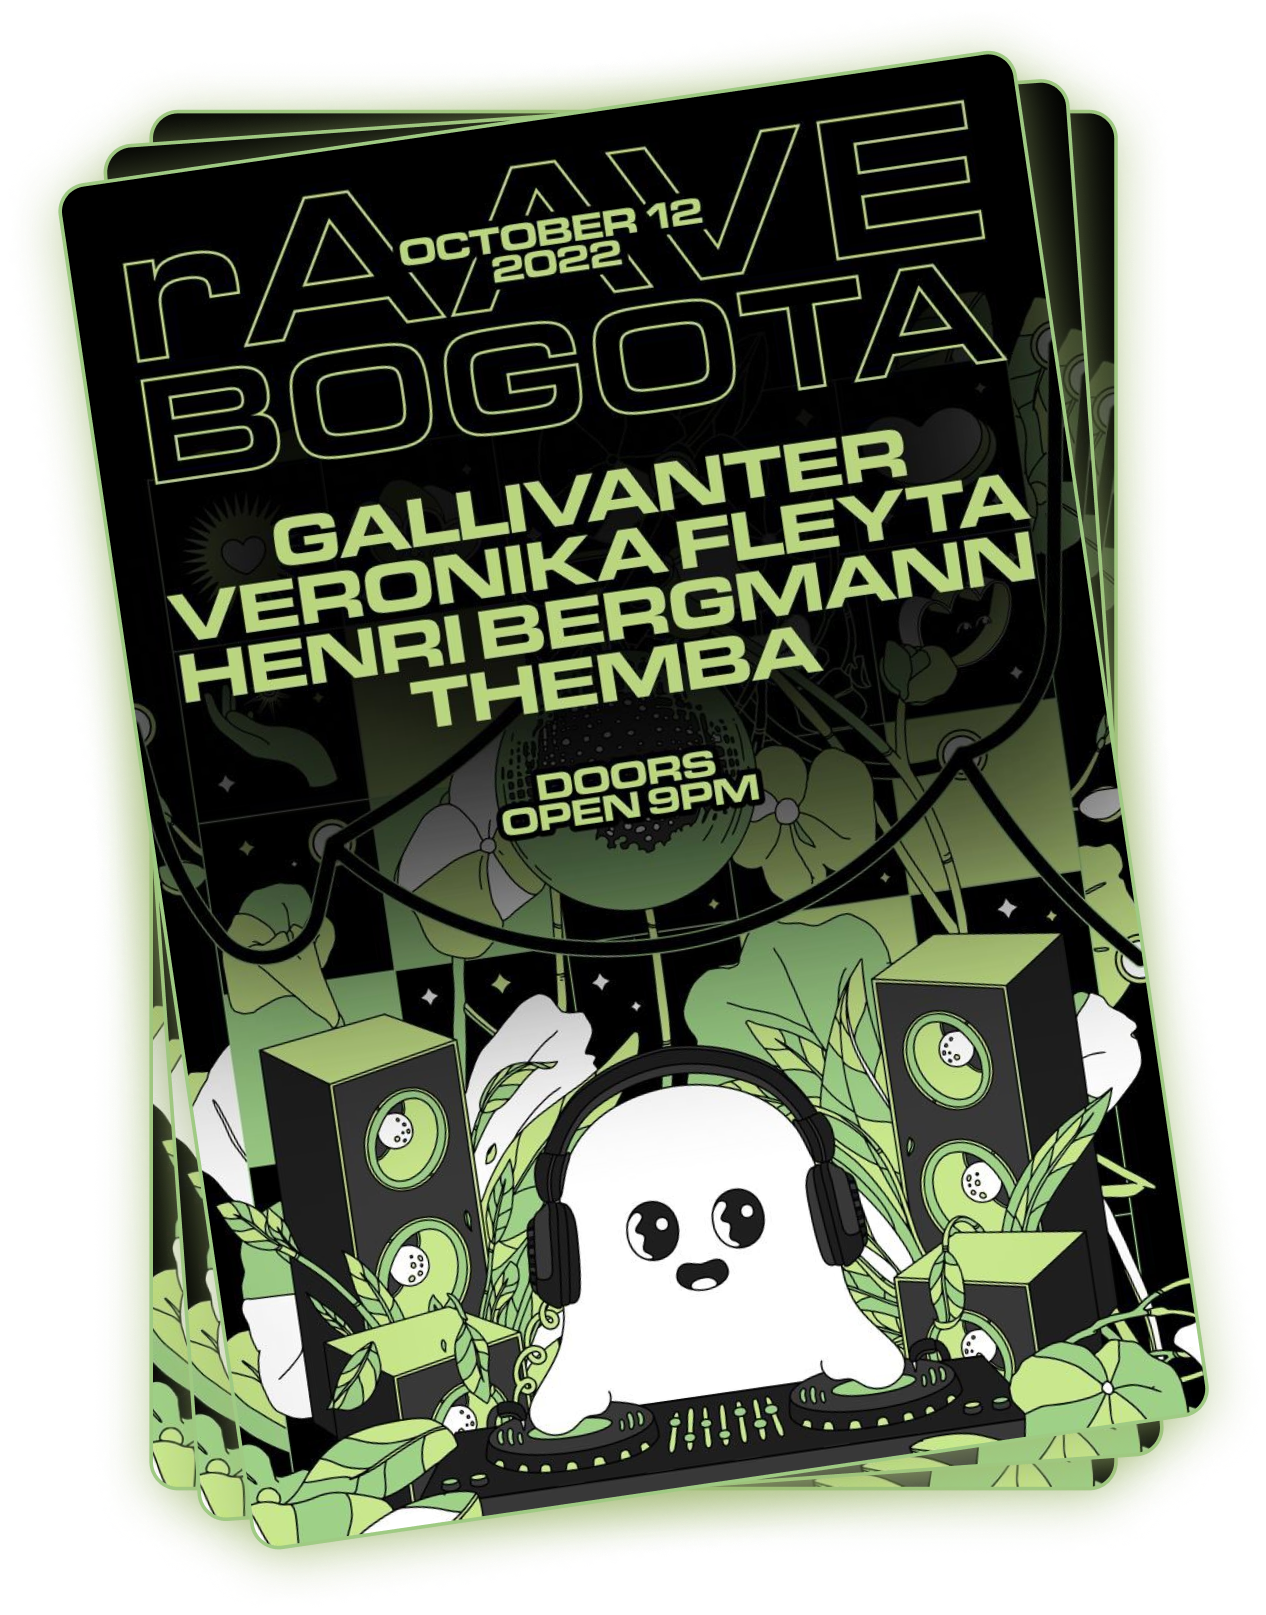 rAAVE
OCTOBER 12
2022
BOGOTA
GALLIVANTER
VERONIKA FLEYTA
HENRI BERGMANN
THEMBA
DOORS
OPEN 9PM